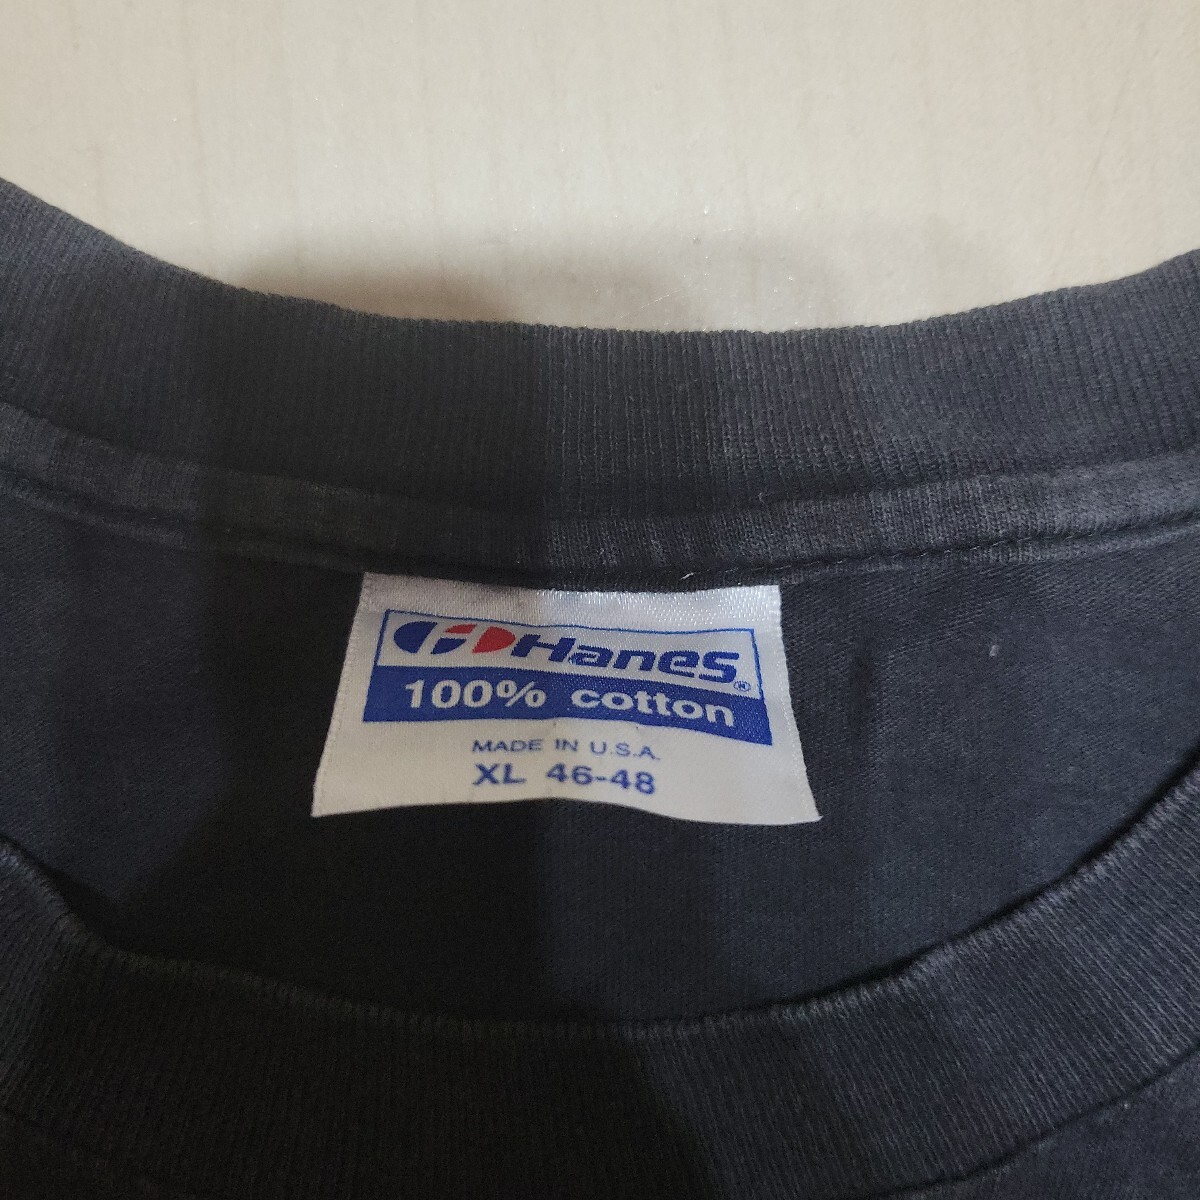 Hanes®
100% cotton
MADE IN U.S.A.
XL 46-48